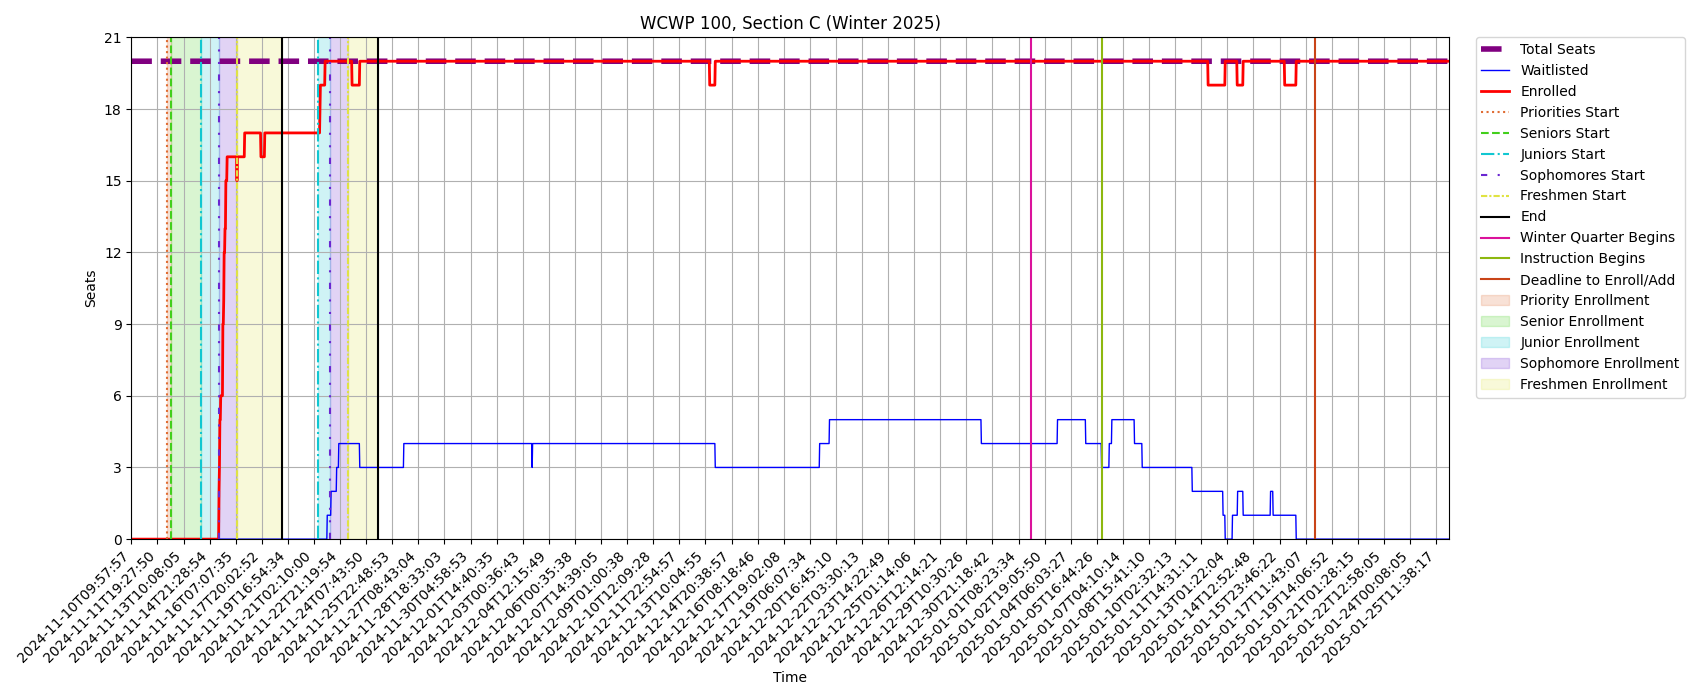 WCWP 100, Section C (Winter 2025)
Seats
21
18
15
12
9
6
3
0
2024-11-10T09:57:57
2024-11-11T19:27:50
2024-11-13T10:08:05
2024-11-14T21:28:54
2024-11-16T07:07:35
2024-11-17T20:02:52
2024-11-19T16:54:34
2024-11-21T02:10:00
2024-11-22T21:19:54
2024-11-24T07:43:50
2024-11-25T22:48:53
2024-11-27T08:43:04
2024-11-28T18:33:03
2024-11-30T04:58:53
2024-12-01T14:40:35
2024-12-03T00:36:43
2024-12-04T12:15:49
2024-12-06T00:35:38
2024-12-07T14:39:05
2024-12-09T01:00:38
2024-12-10T12:09:28
2024-12-11T22:54:57
2024-12-13T10:04:55
2024-12-14T20:38:57
2024-12-16T08:18:46
2024-12-17T19:02:08
2024-12-19T06:07:34
2024-12-20T16:45:10
2024-12-22T03:30:13
2024-12-23T14:22:49
2024-12-25T01:14:06
2024-12-26T12:14:21
2024-12-29T10:30:26
2024-12-30T21:18:42
2025-01-01T08:23:34
2025-01-02T19:05:50
2025-01-04T06:03:27
2025-01-05T16:44:26
2025-01-07T04:10:14
2025-01-08T15:41:10
2025-01-10T02:32:13
2025-01-11T14:31:11
2025-01-13T01:22:04
2025-01-14T12:52:48
2025-01-15T23:46:22
2025-01-17T11:43:07
2025-01-19T14:06:52
2025-01-21T01:28:15
2025-01-22T12:58:05
2025-01-24T00:08:05
2025-01-25T11:38:17
Time
Total Seats
Waitlisted
Enrolled
Priorities Start
Seniors Start
Juniors Start
Sophomores Start
Freshmen Start
End
Winter Quarter Begins
Instruction Begins
Deadline to Enroll/Add
Priority Enrollment
Senior Enrollment
Junior Enrollment
Sophomore Enrollment
Freshmen Enrollment